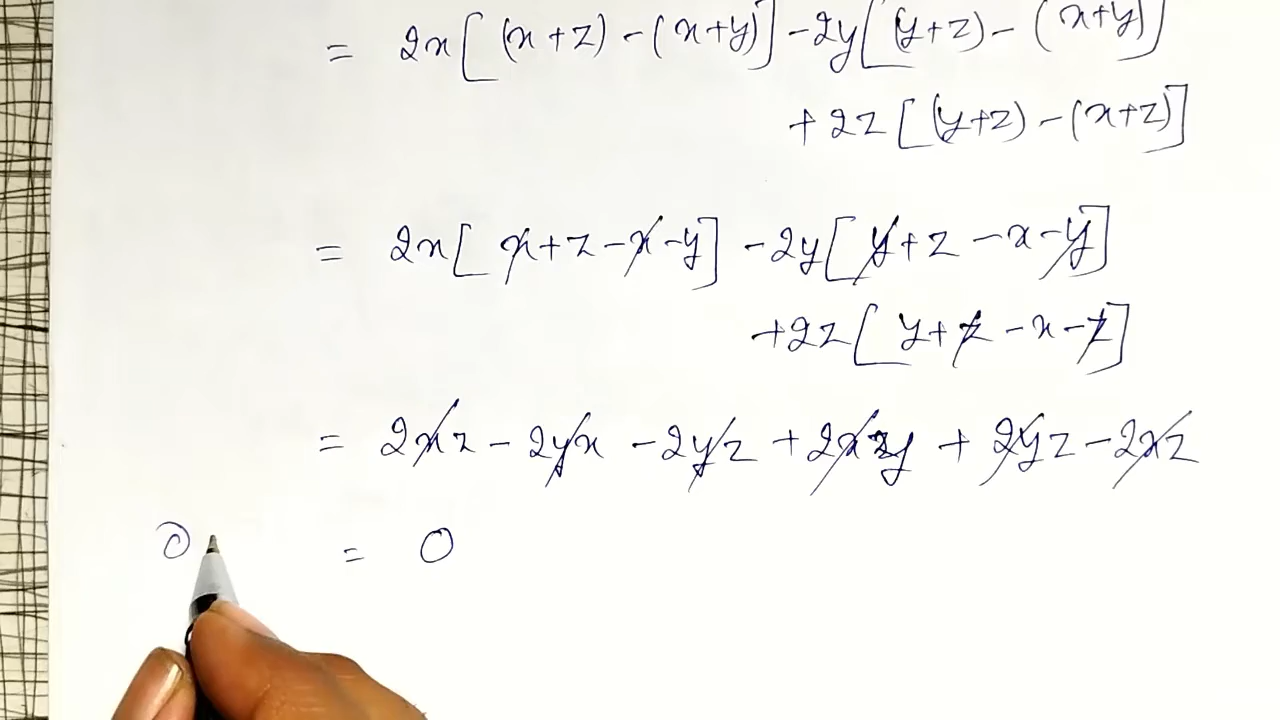 = 2x[(x+z)-(x+y)]-2y[(y+z)-(x+y)]
+2z[(y+z)-(x+z)]
= 2x[x+z-x-y]-2y[y+z-x-y]
+2z[y+z-x-z]
= 2xz-2yx-2yz+2xy+2yz-2xz
∂ = 0